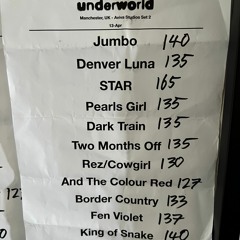 underworld
Manchester, UK - Aviva Studios Set 2
13-Apr
Jumbo 140
Denver Luna 135
STAR 165
Pearls Girl 135
Dark Train 135
Two Months Off 135
Rez/Cowgirl 130
And The Colour Red 127
Border Country 133
Fen Violet 137
King of Snake 140